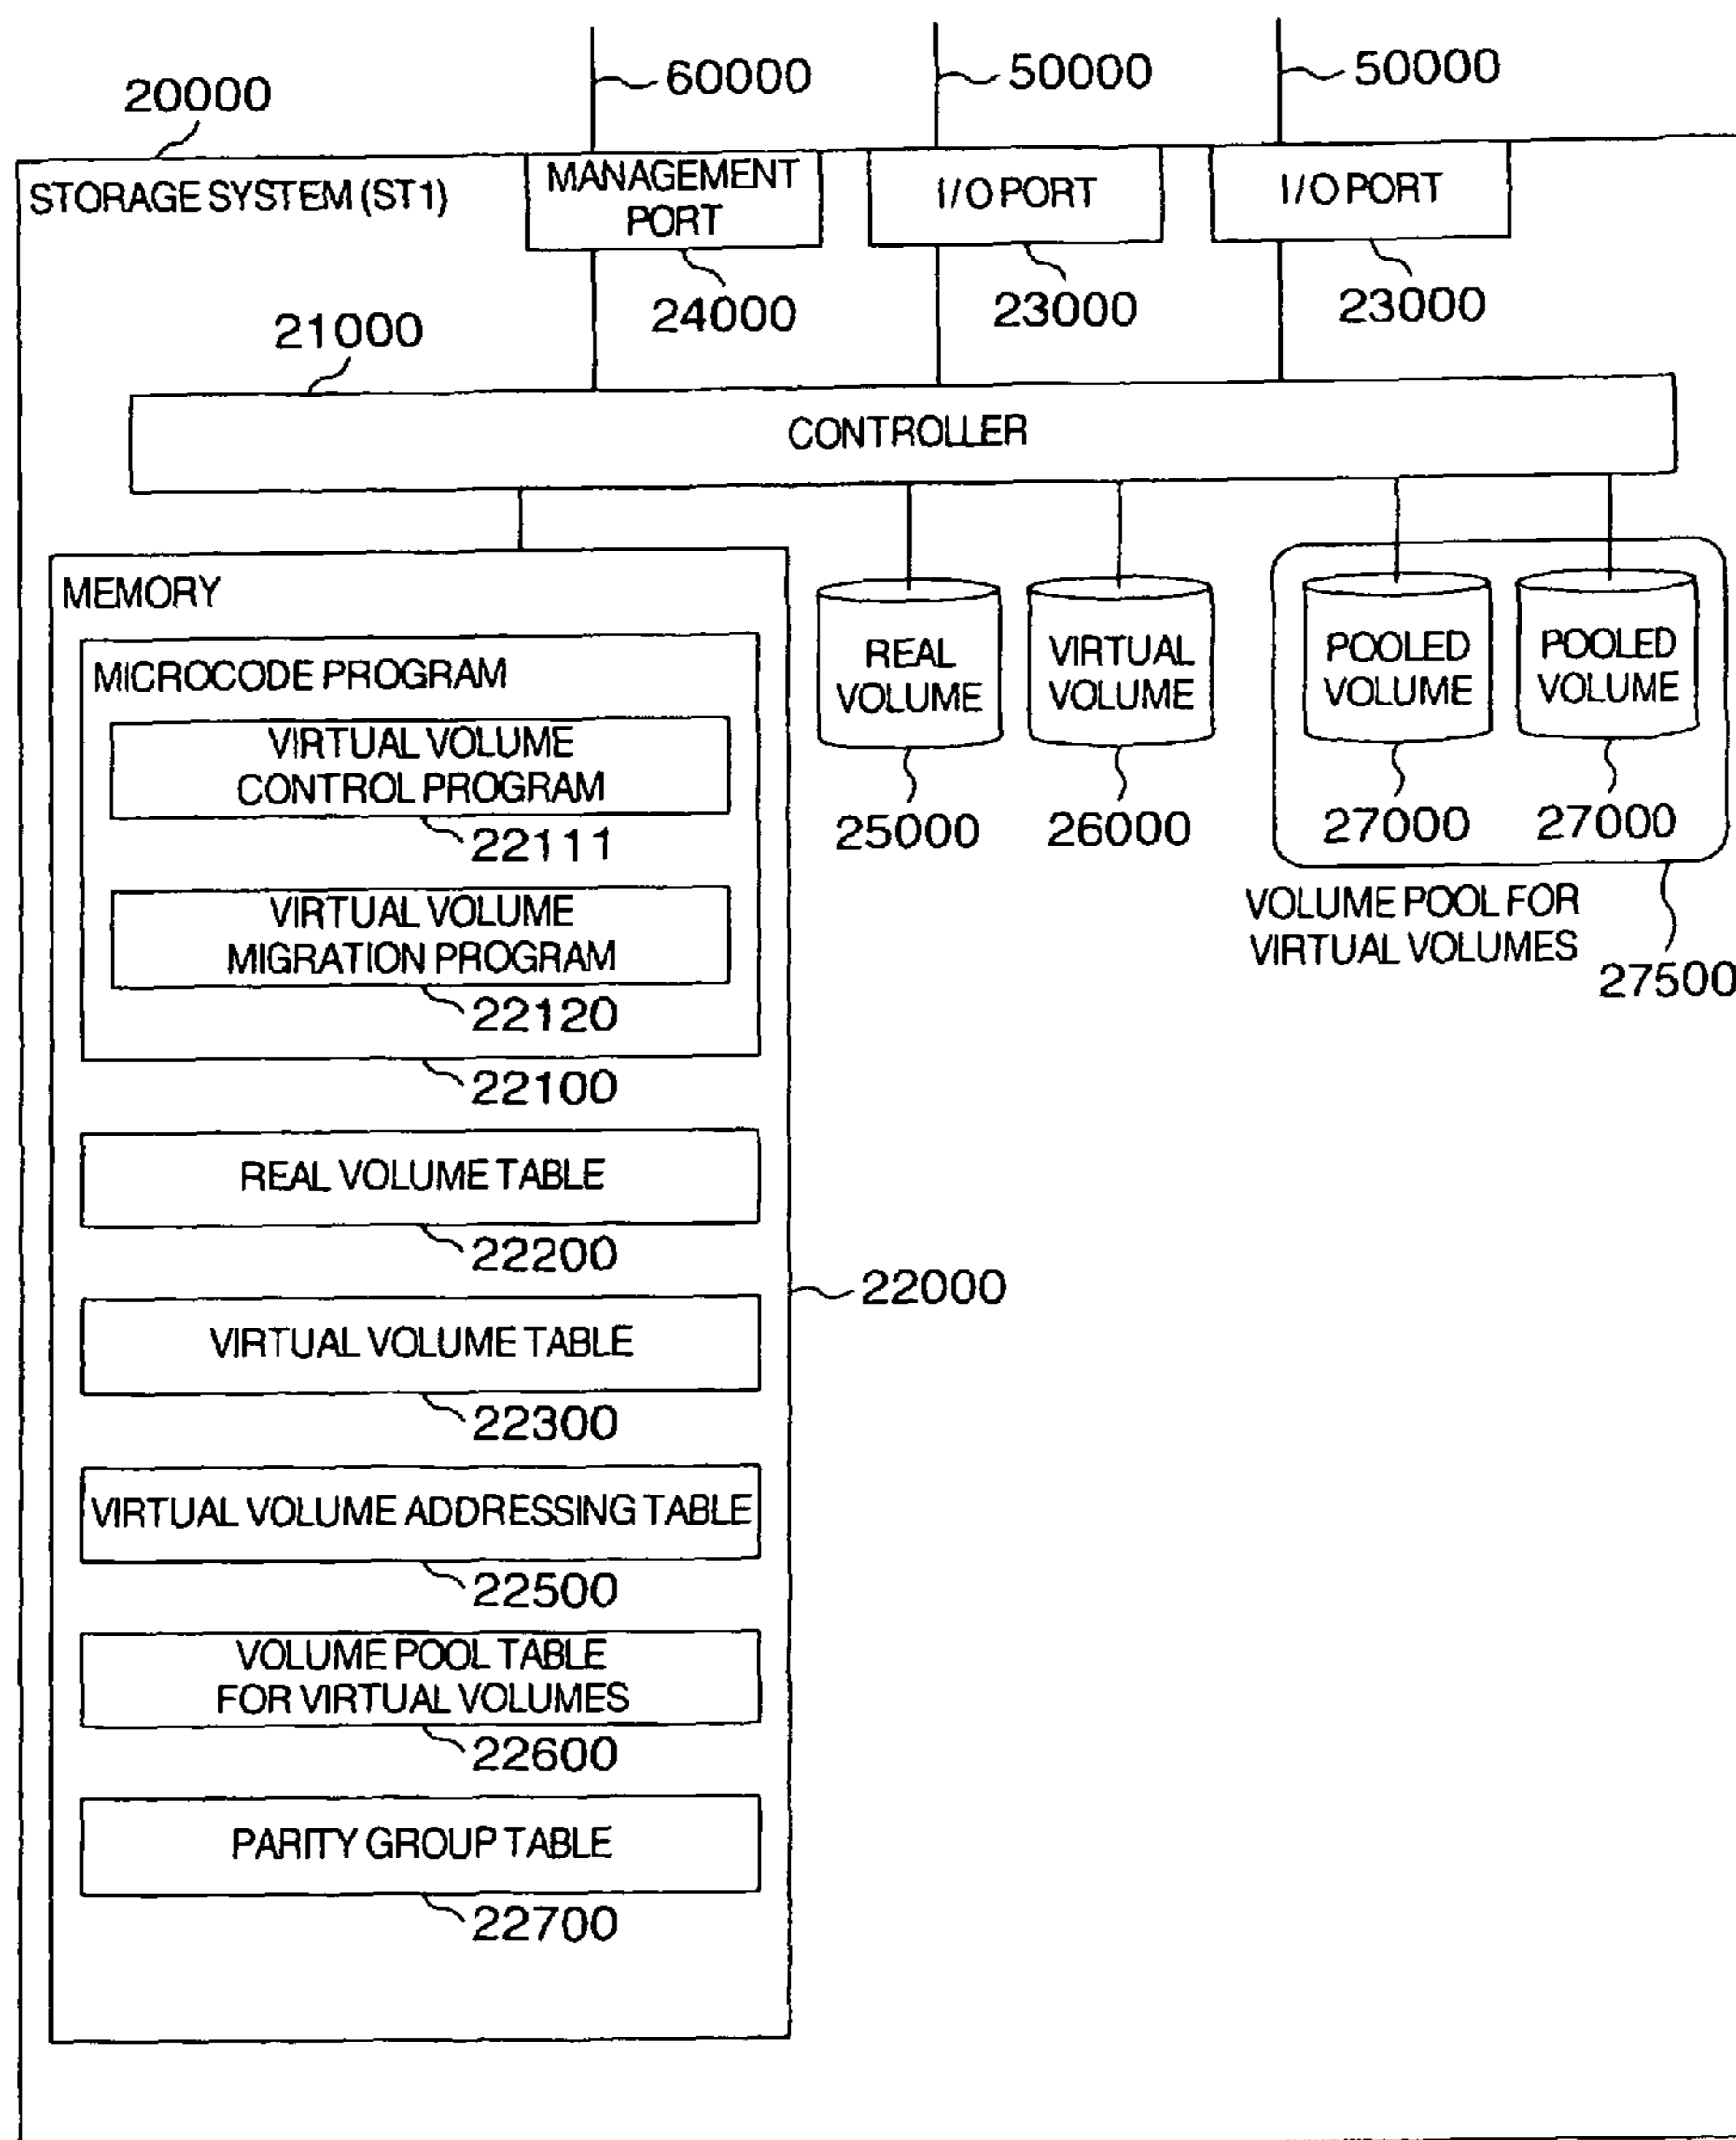 60000
50000
50000
20000
STORAGE SYSTEM (ST1)
MANAGEMENT
PORT
I/O PORT
I/O PORT
24000
23000
23000
21000
CONTROLLER
MEMORY
MICROCODE PROGRAM
VIRTUAL VOLUME
CONTROL PROGRAM
22111
VIRTUAL VOLUME
MIGRATION PROGRAM
22120
22100
REAL VOLUME TABLE
22200
VIRTUAL VOLUME TABLE
22300
VIRTUAL VOLUME ADDRESSING TABLE
22500
VOLUME POOL TABLE
FOR VIRTUAL VOLUMES
22600
PARITY GROUP TABLE
22700
22000
REAL
VOLUME
25000
VIRTUAL
VOLUME
26000
POOLED
VOLUME
27000
POOLED
VOLUME
27000
VOLUME POOL FOR
VIRTUAL VOLUMES
27500